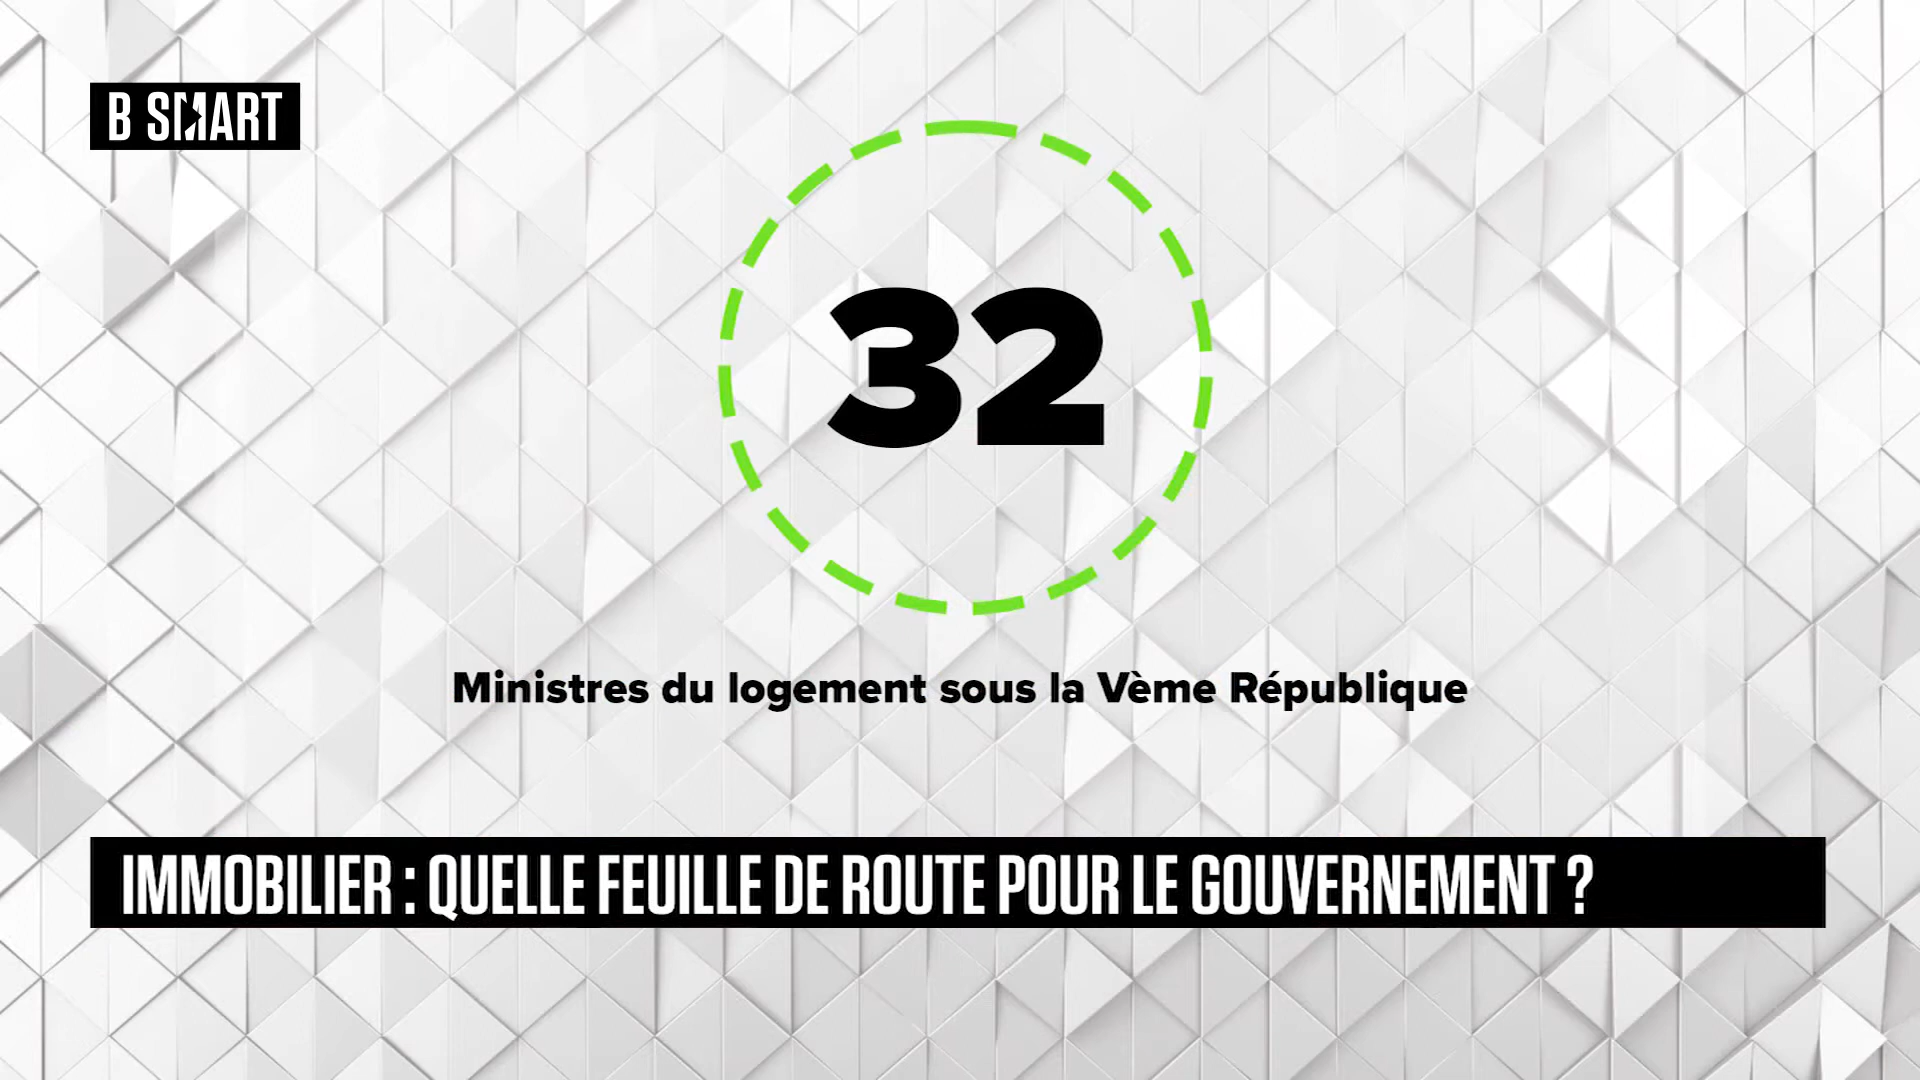 B SMART
32
Ministres du logement sous la Vème République
IMMOBILIER : QUELLE FEUILLE DE ROUTE POUR LE GOUVERNEMENT ?